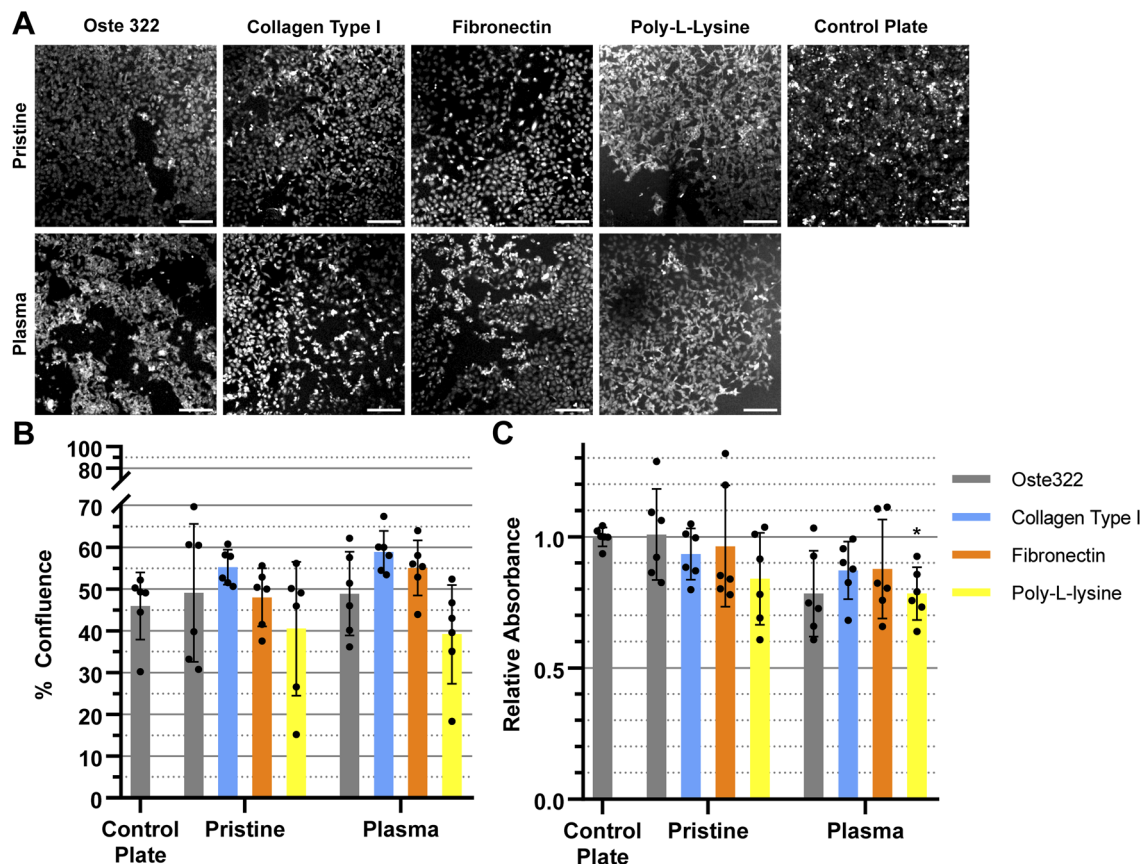 A
Oste 322
Collagen Type I
Fibronectin
Poly-L-Lysine
Control Plate
Pristine
Plasma
B
% Confluence
100
80
70
60
50
40
30
20
10
0
Control Plate
Pristine
Plasma
C
Relative Absorbance
1.0
0.5
0.0
*
Control Plate
Pristine
Plasma
Oste322
Collagen Type I
Fibronectin
Poly-L-lysine